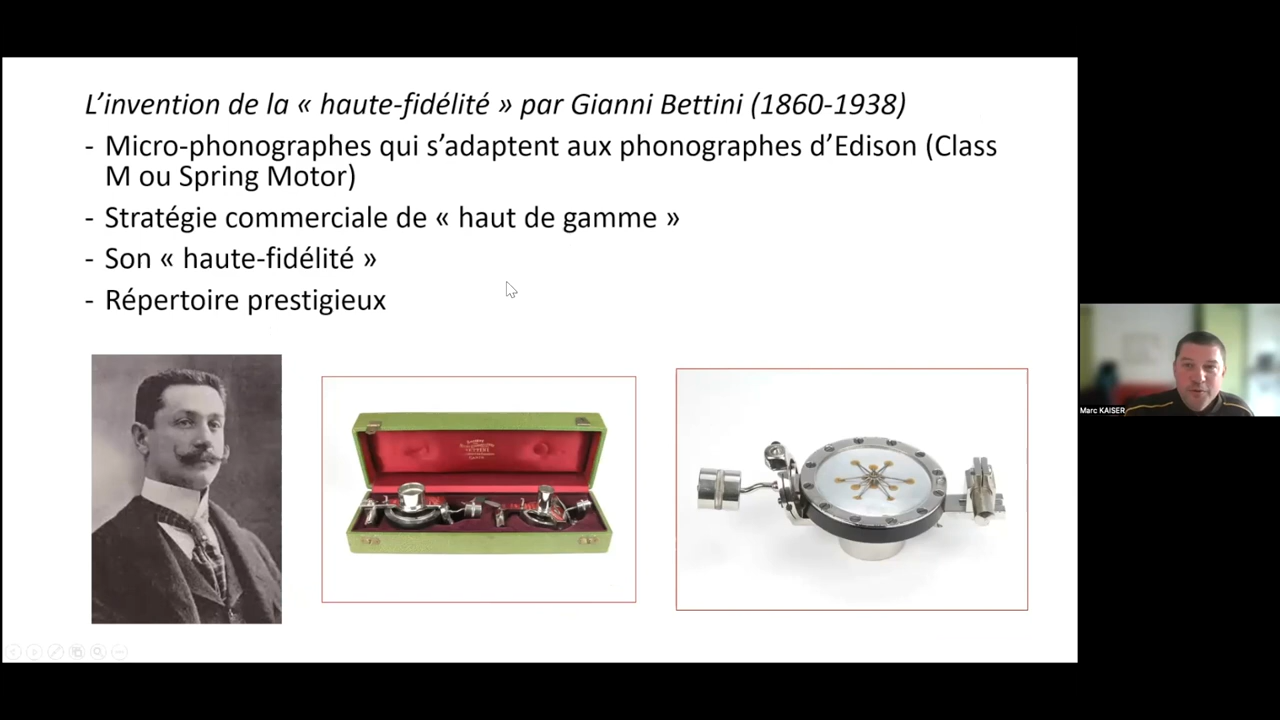 L'invention de la « haute-fidélité » par Gianni Bettini (1860-1938)
- Micro-phonographes qui s'adaptent aux phonographes d'Edison (Class
M ou Spring Motor)
- Stratégie commerciale de « haut de gamme »
- Son « haute-fidélité »
- Répertoire prestigieux
Marc KAISER